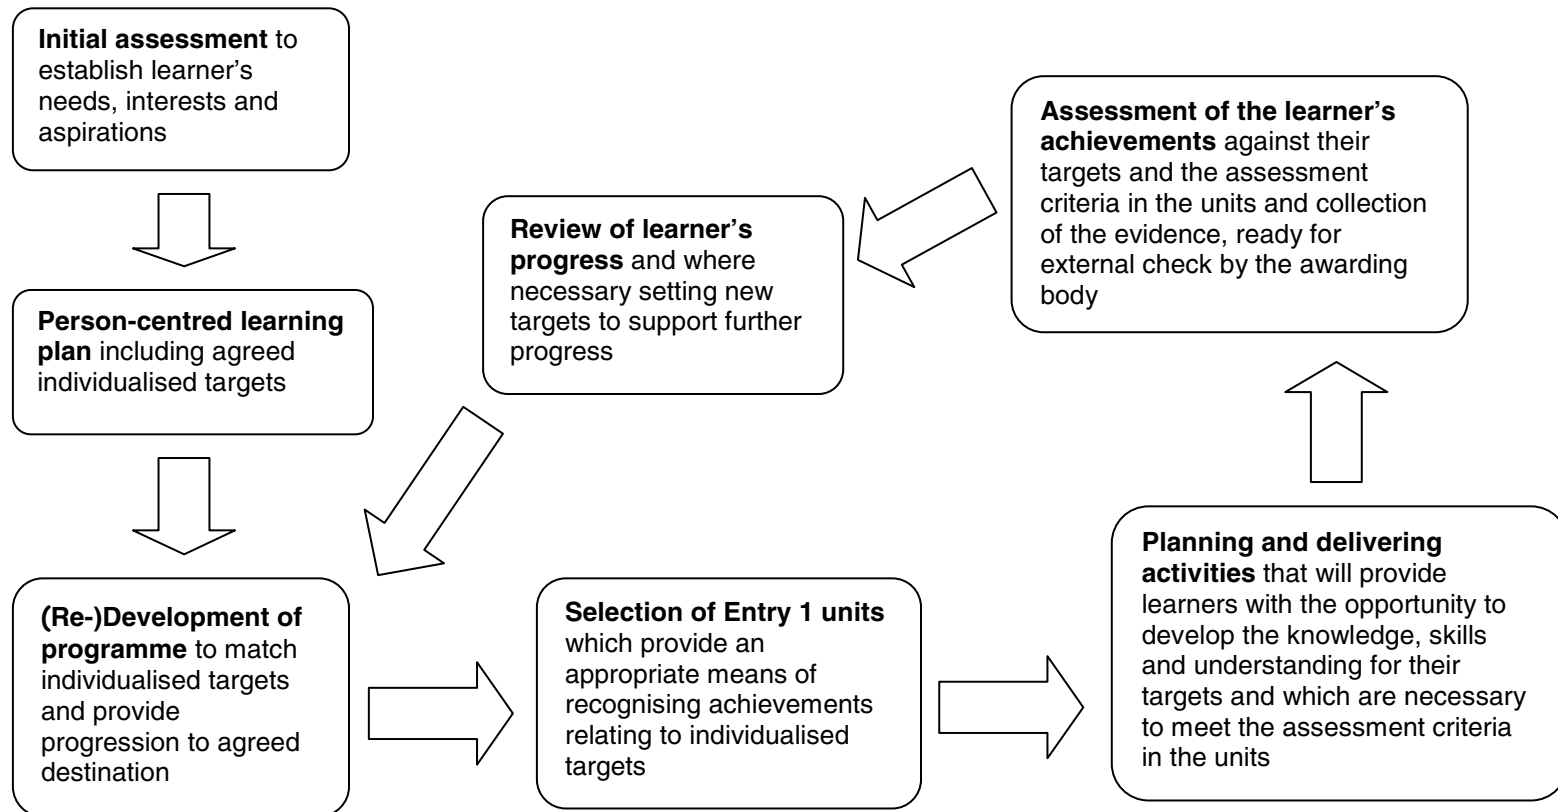 Initial assessment to
establish learner’s
needs, interests and
aspirations
Person-centred learning
plan including agreed
individualised targets
(Re-)Development of
programme to match
individualised targets
and provide
progression to agreed
destination
Selection of Entry 1 units
which provide an
appropriate means of
recognising achievements
relating to individualised
targets
Planning and delivering
activities that will provide
learners with the opportunity to
develop the knowledge, skills
and understanding for their
targets and which are necessary
to meet the assessment criteria
in the units
Assessment of the learner’s
achievements against their
targets and the assessment
criteria in the units and collection
of the evidence, ready for
external check by the awarding
body
Review of learner’s
progress and where
necessary setting new
targets to support further
progress